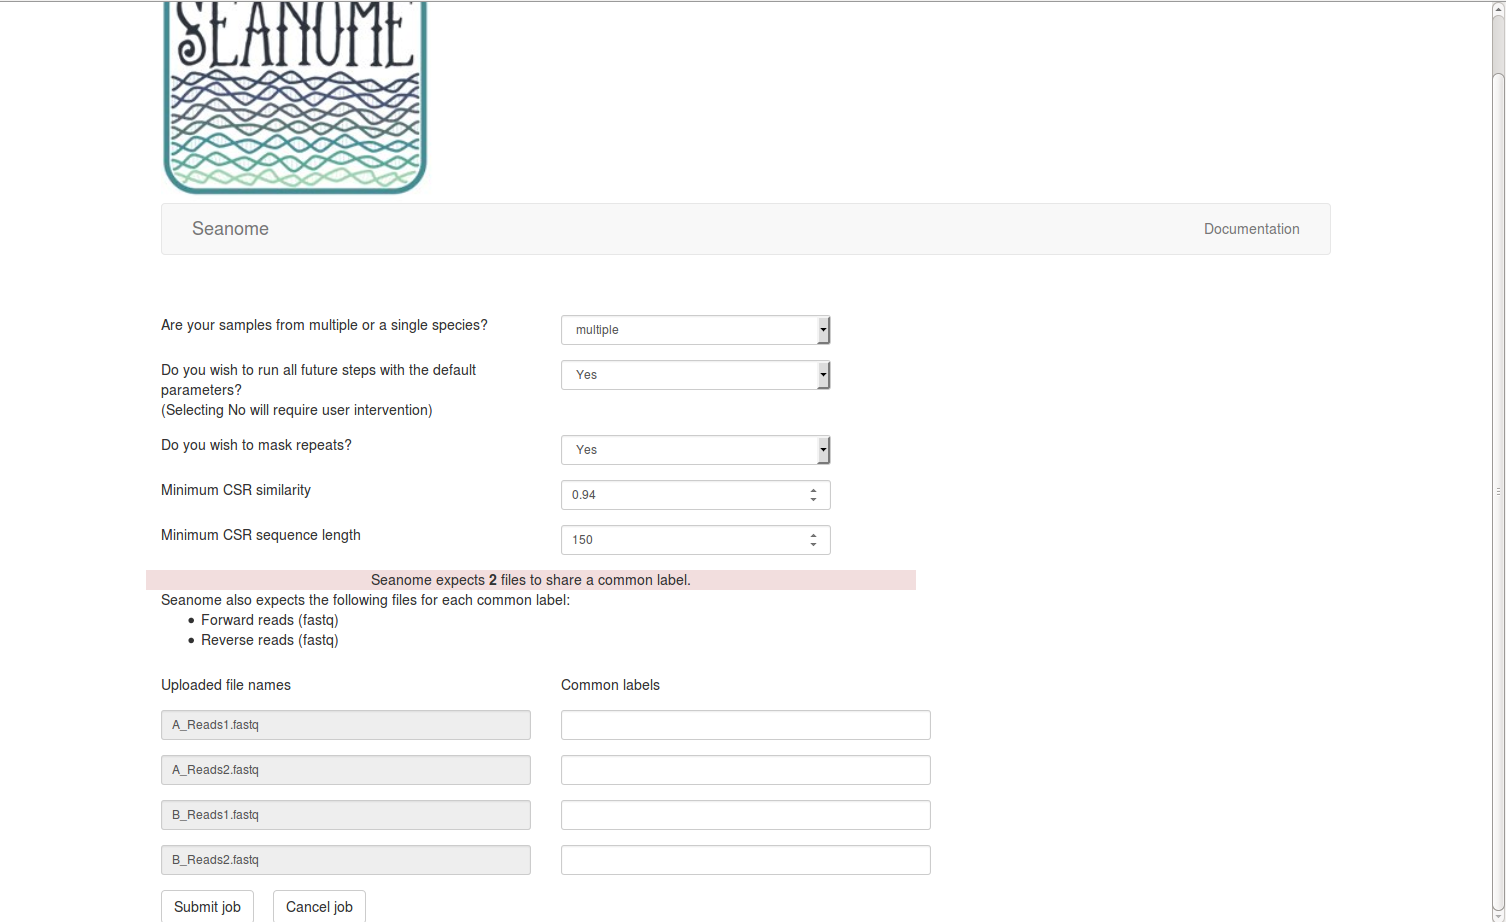 SEANOME
Seanome
Documentation
Are your samples from multiple or a single species?
multiple
Do you wish to run all future steps with the default
parameters?
(Selecting No will require user intervention)
Yes
Do you wish to mask repeats?
Yes
Minimum CSR similarity
0.94
Minimum CSR sequence length
150
Seanome expects 2 files to share a common label.
Seanome also expects the following files for each common label:
• Forward reads (fastq)
• Reverse reads (fastq)
Uploaded file names
Common labels
A_Reads1.fastq
A_Reads2.fastq
B_Reads1.fastq
B_Reads2.fastq
Submit job
Cancel job